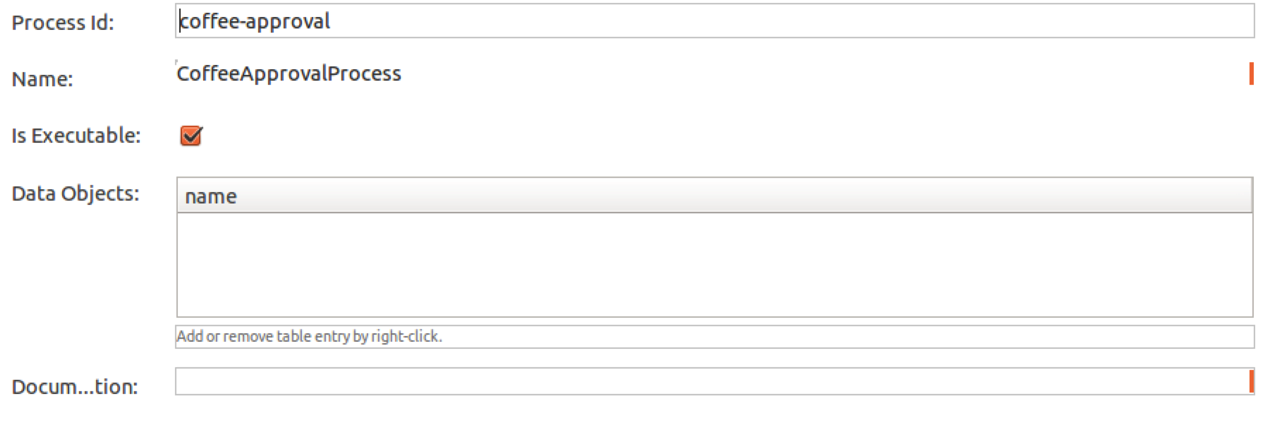 Process Id: coffee-approval
Name: CoffeeApprovalProcess
Is Executable:
Data Objects: name
Add or remove table entry by right-click.
Docum...tion: